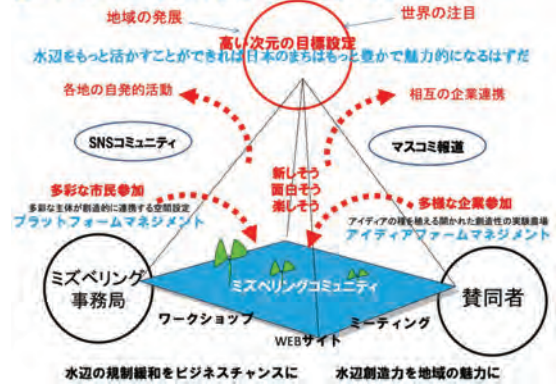 地域の発展
世界の注目
高い次元の目標設定
水辺をもっと活かすことができれば日本のまちはもっと豊かで魅力的になるはずだ
各地の自発的活動
相互の企業連携
SNSコミュニティ
マスコミ報道
新しそう
面白そう
楽しそう
多彩な市民参加
多彩な主体が創造的に連携する空間設定
プラットフォームマネジメント
多様な企業参加
アイディアの種を植える開かれた創造性の実験農場
アイディアファームマネジメント
ミズベリング
事務局
ミズベリングコミュニティ
賛同者
ワークショップ
ミーティング
WEBサイト
水辺の規制緩和をビジネスチャンスに
水辺創造力を地域の魅力に